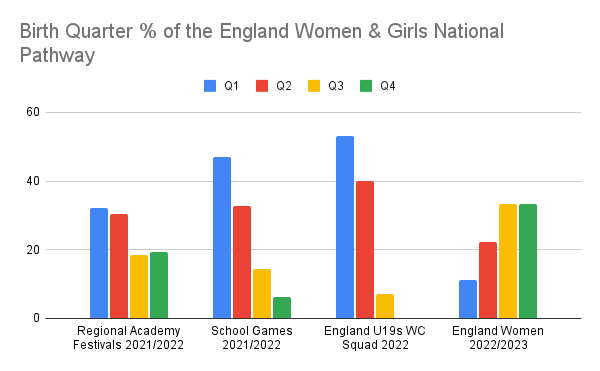 Birth Quarter % of the England Women & Girls National
Pathway
Q1 Q2 Q3 Q4
60
40
20
0
Regional Academy
Festivals 2021/2022
School Games
2021/2022
England U19s WC
Squad 2022
England Women
2022/2023